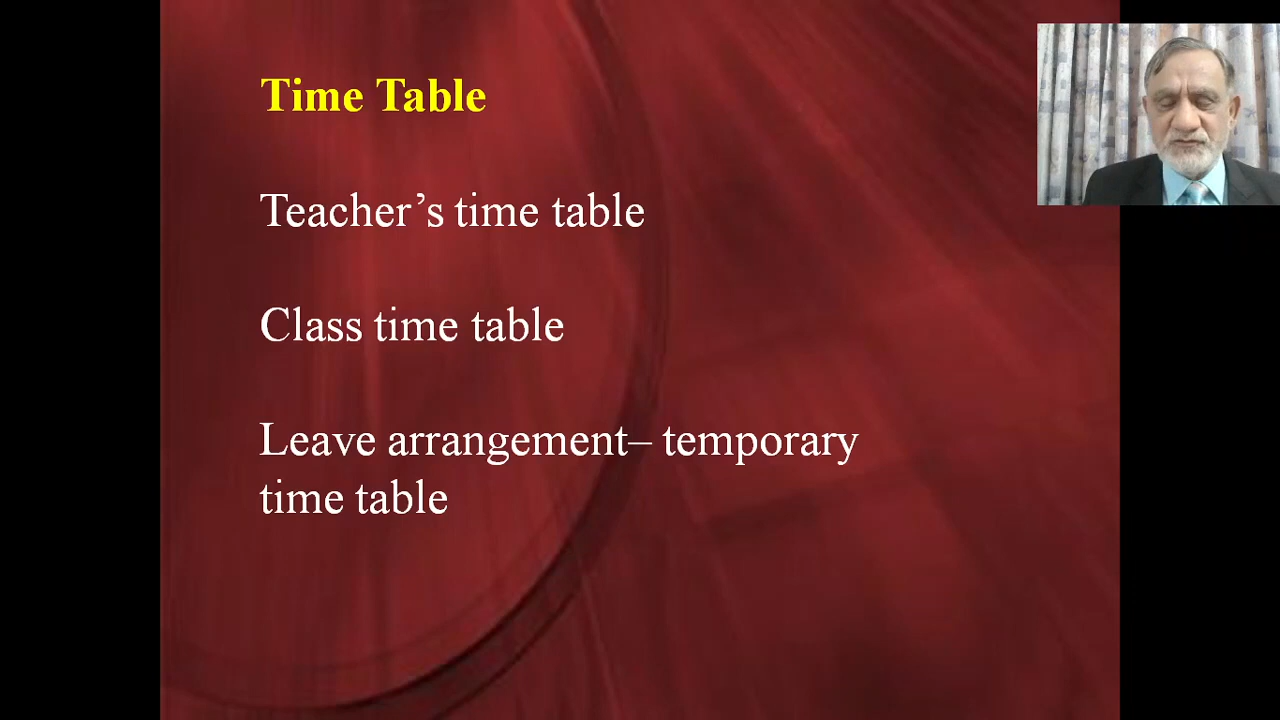 Time Table
Teacher’s time table
Class time table
Leave arrangement– temporary
time table